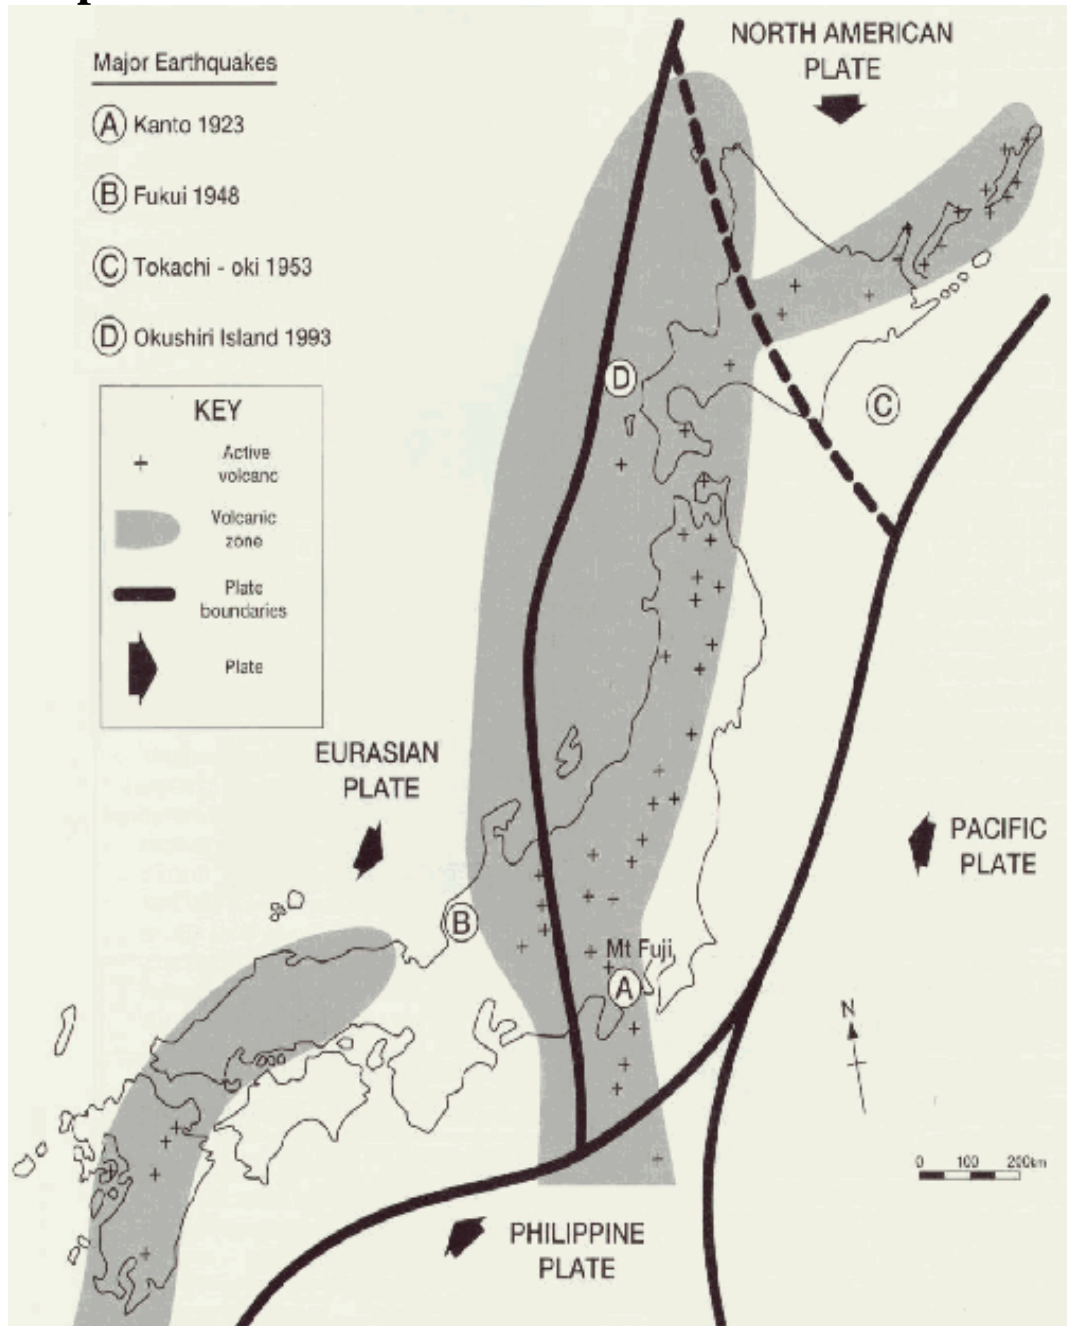 Major Earthquakes
A Kanto 1923
B Fukui 1948
C Tokachi - oki 1953
D Okushiri Island 1993
KEY
Active
volcano
Volcanic
zone
Plate
boundaries
Plate
NORTH AMERICAN
PLATE
D
C
EURASIAN
PLATE
PACIFIC
PLATE
B
Mt Fuji
A
N
0 100 200km
PHILIPPINE
PLATE